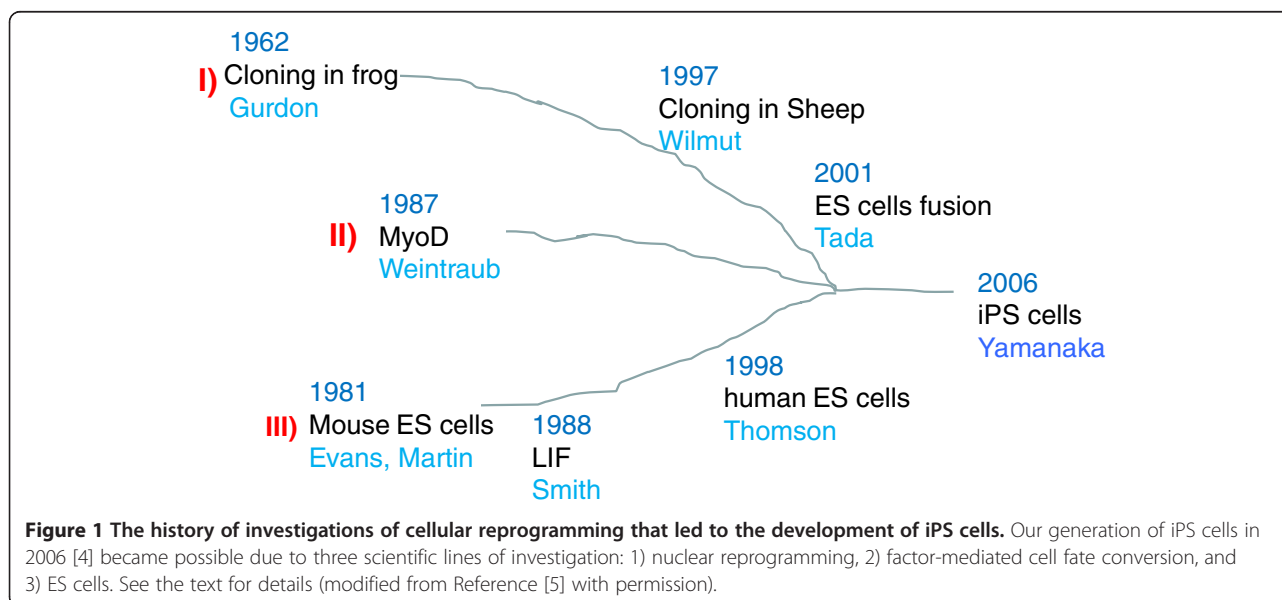 1962
I) Cloning in frog
Gurdon
1997
Cloning in Sheep
Wilmut
2001
ES cells fusion
Tada
1987
II) MyoD
Weintraub
2006
iPS cells
Yamanaka
1981
III) Mouse ES cells
Evans, Martin
1988
LIF
Smith
1998
human ES cells
Thomson
Figure 1 The history of investigations of cellular reprogramming that led to the development of iPS cells. Our generation of iPS cells in
2006 [4] became possible due to three scientific lines of investigation: 1) nuclear reprogramming, 2) factor-mediated cell fate conversion, and
3) ES cells. See the text for details (modified from Reference [5] with permission).